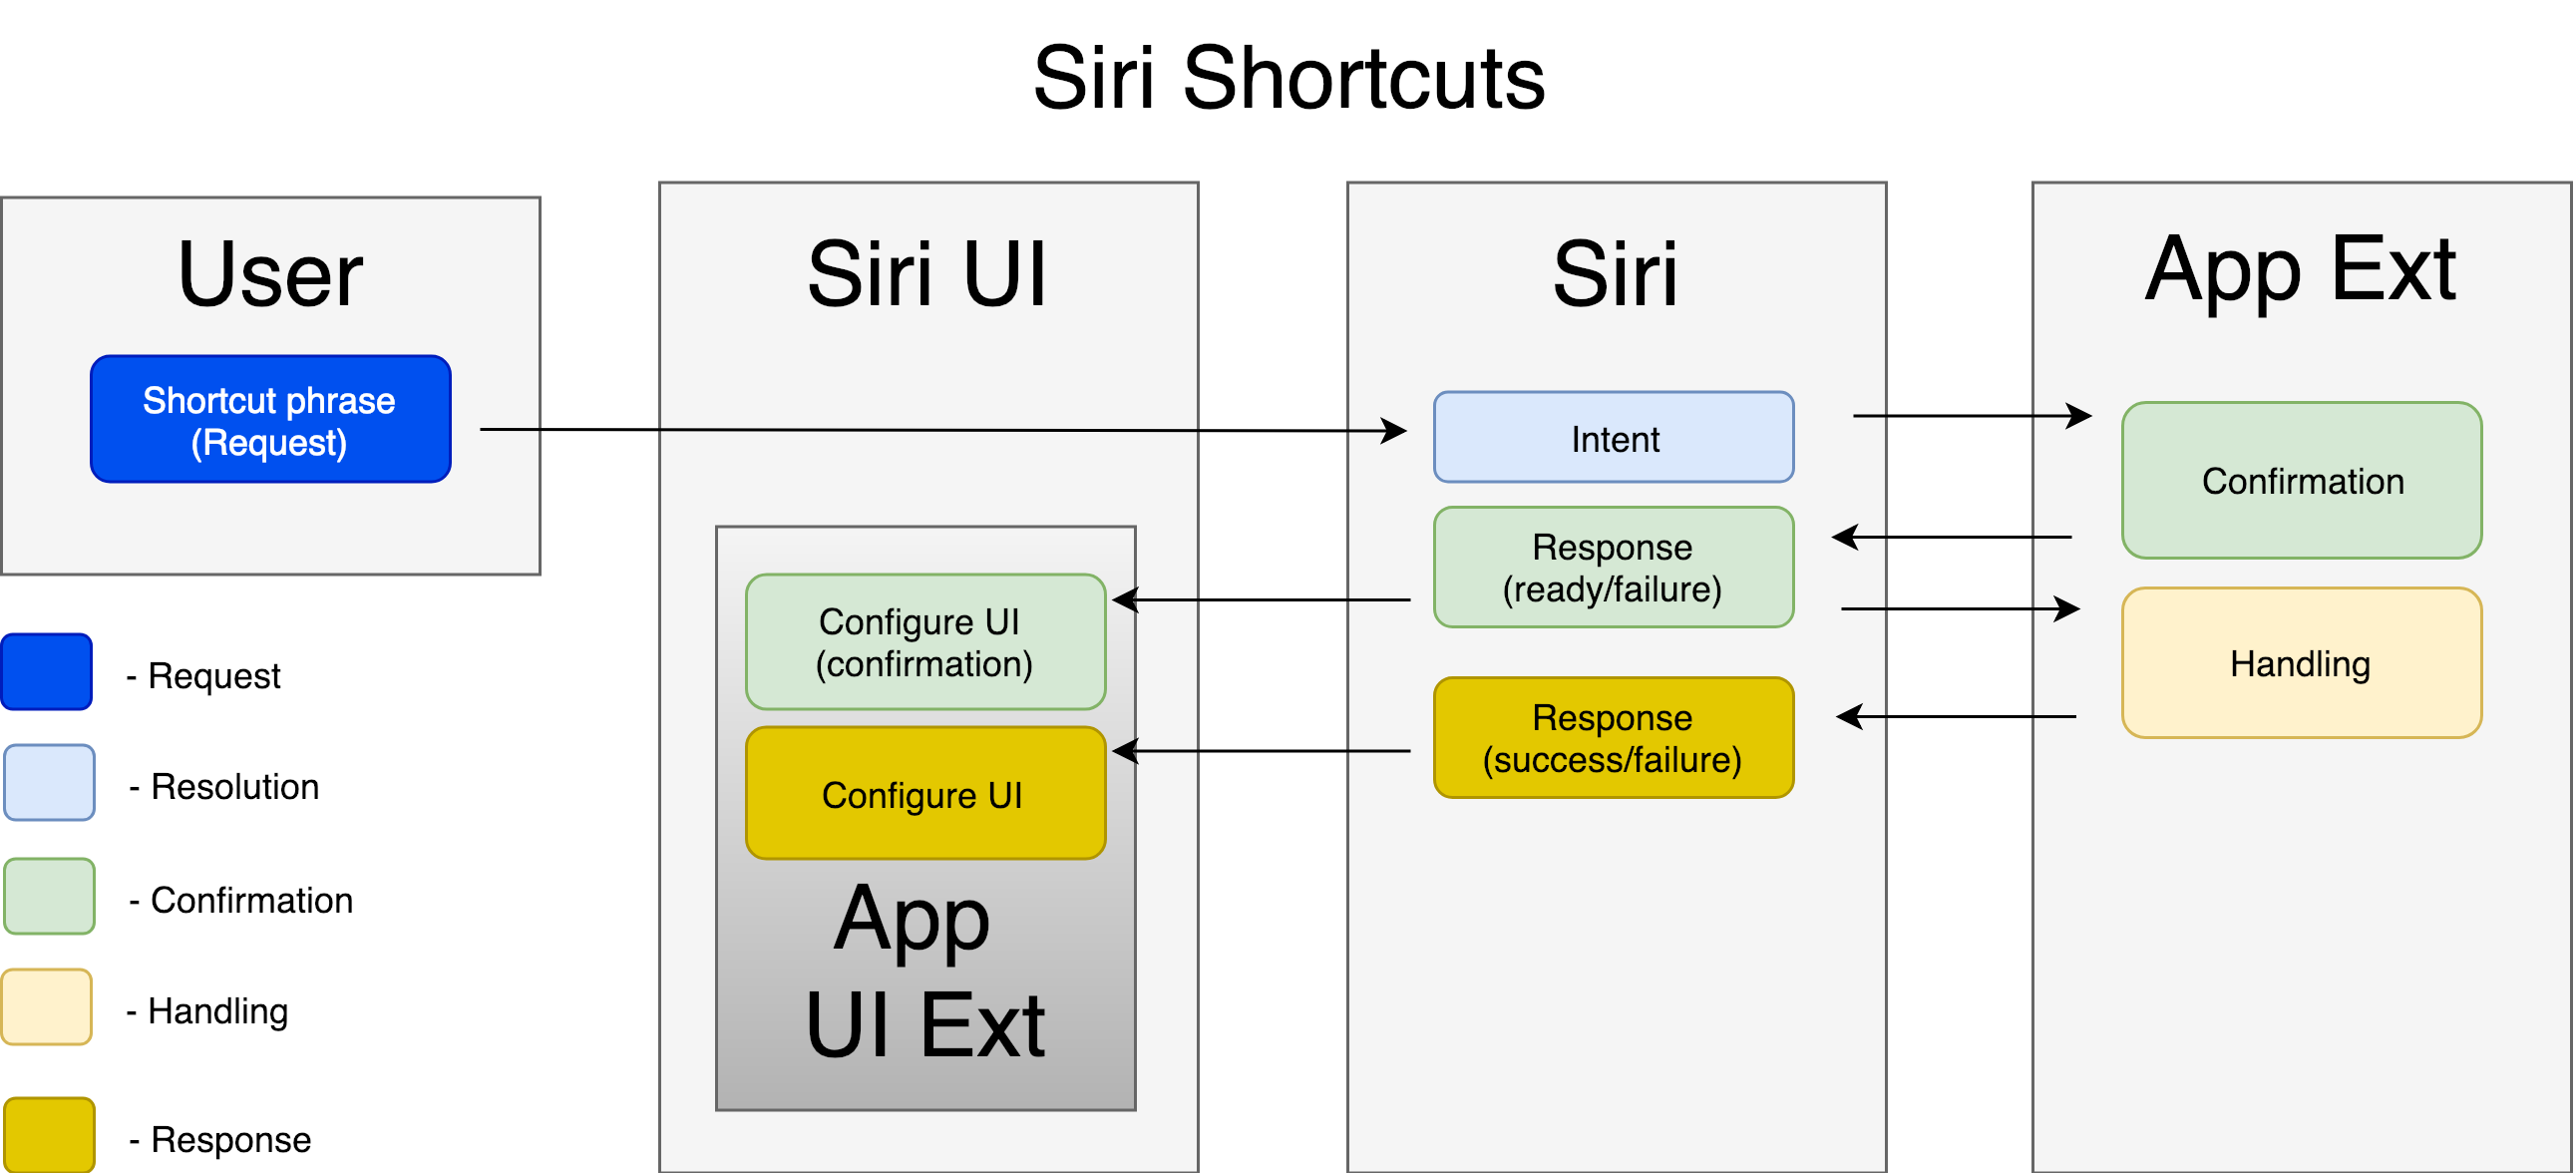 Siri Shortcuts
User
Shortcut phrase
(Request)
- Request
- Resolution
- Confirmation
- Handling
- Response
Siri UI
Configure UI
(confirmation)
Configure UI
App
UI Ext
Siri
Intent
Response
(ready/failure)
Response
(success/failure)
App Ext
Confirmation
Handling